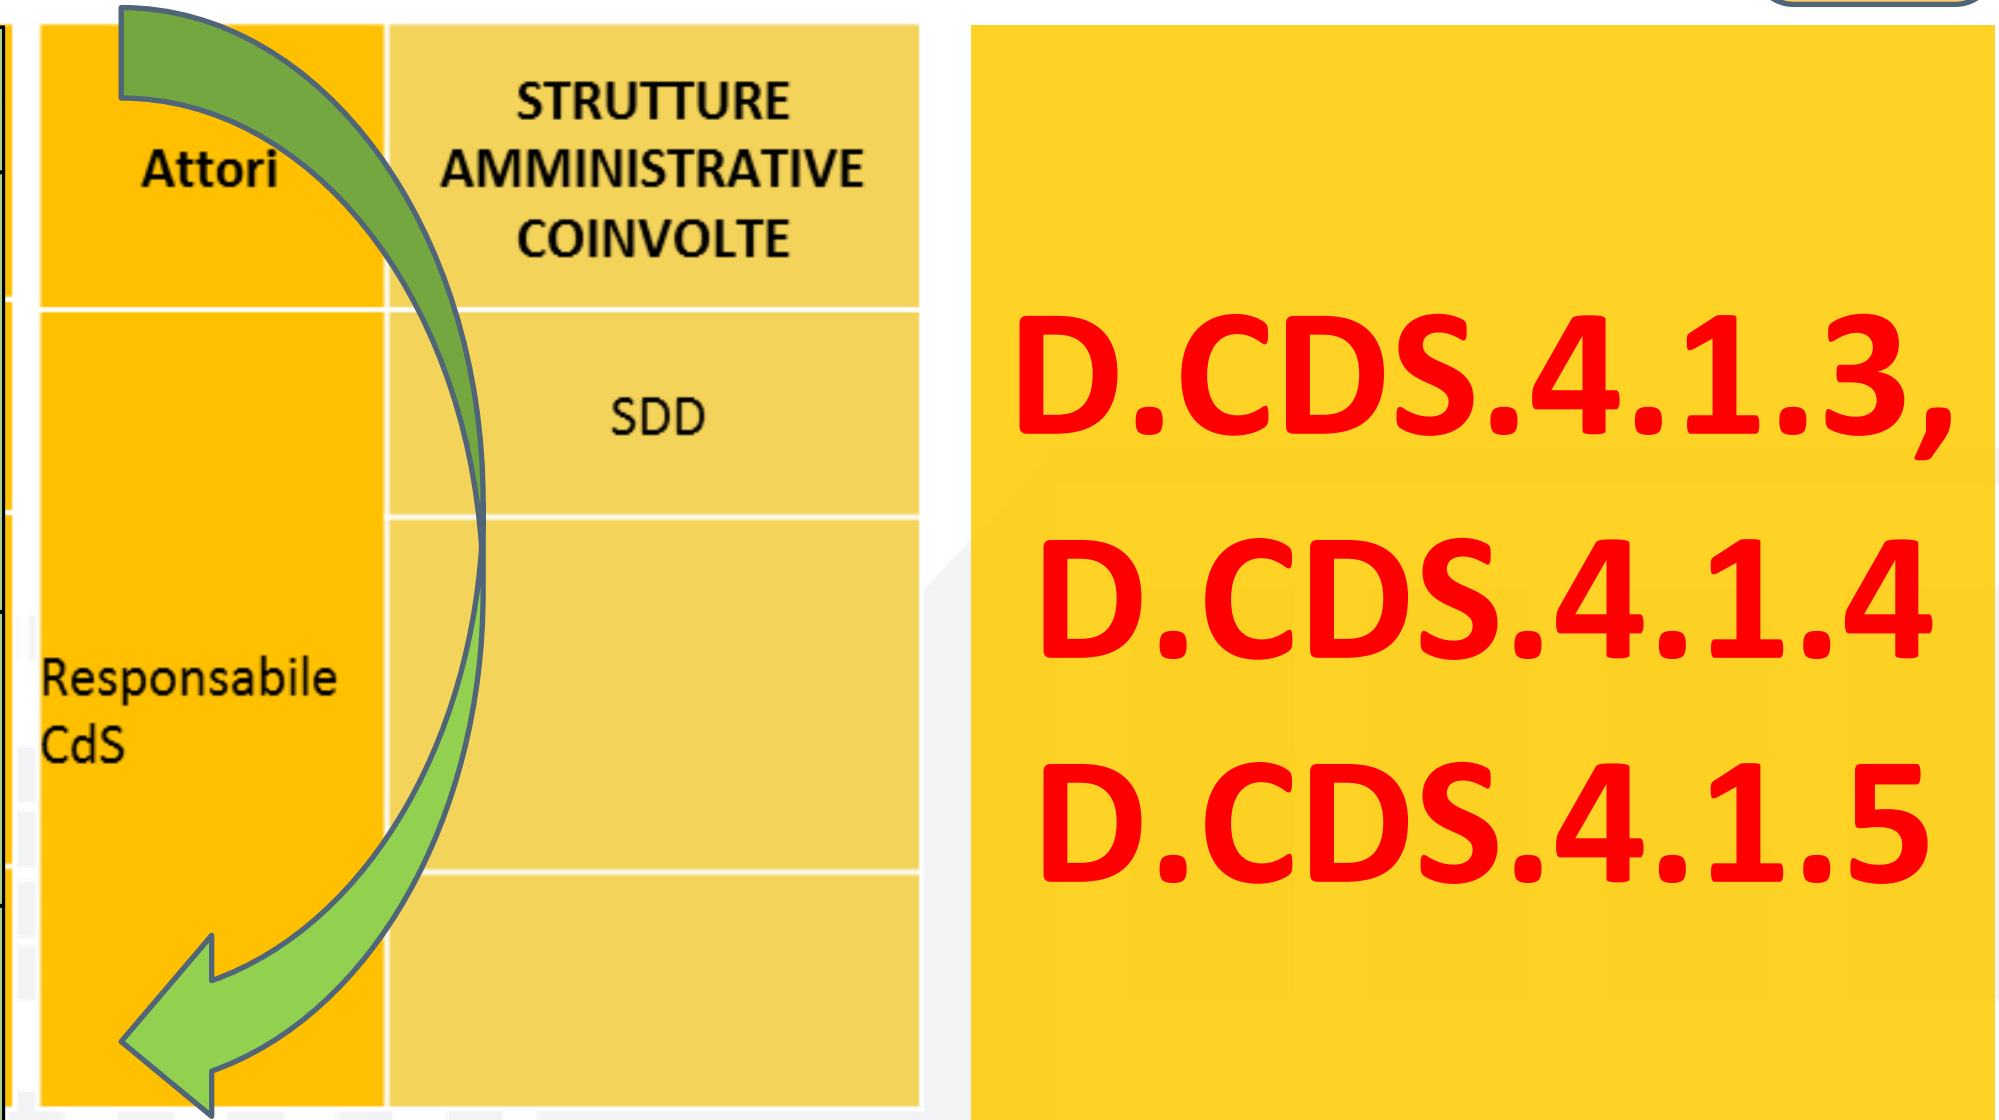 Attori
STRUTTURE
AMMINISTRATIVE
COINVOLTE
SDD
Responsabile
CdS
D.CDS.4.1.3,
D.CDS.4.1.4
D.CDS.4.1.5